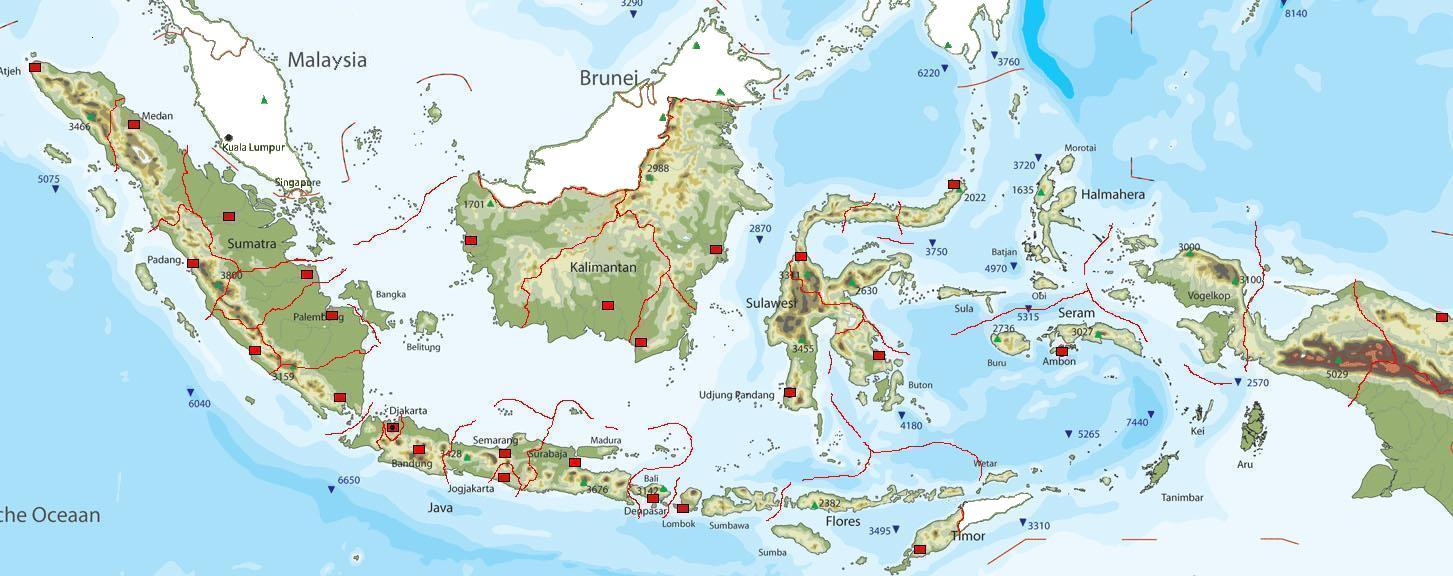 3290
8140
Malaysia
Brunei
6220
3760
Atjeh
3466
Medan
Kuala Lumpur
Singapore
5075
2988
1701
Morotai
3720
1635
Halmahera
2022
2870
3750
Batjan
4970
3000
3100
Vogelkop
Sumatra
Padang
3800
Kalimantan
Bangka
Palembang
Belitung
2630
Sulawesi
Sula
Obi
5315
Seram
2736
3027
Buru
Ambon
3455
3159
6040
5029
2570
Udjung Pandang
Buton
4180
7440
5265
Kei
Aru
Djakarta
Bandung
3428
Semarang
Surabaja
Madura
Jogjakarta
3676
Java
6650
Bali
3142
Denpasar
Lombok
Sumbawa
2382
Flores
Sumba
3495
Timor
3310
Wetar
Tanimbar
che Oceaan